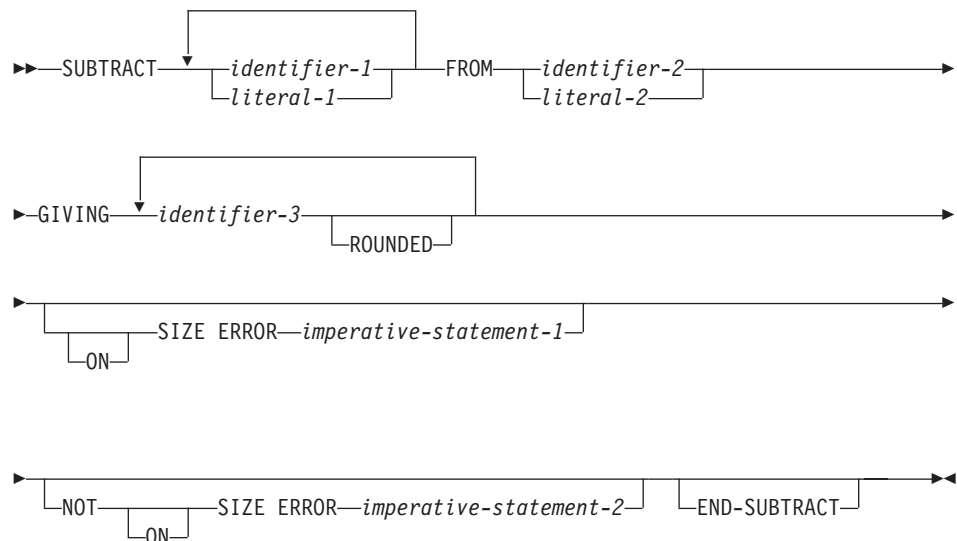 SUBTRACT identifier-1 FROM identifier-2
literal-1 literal-2
GIVING identifier-3
ROUNDED
SIZE ERROR imperative-statement-1
ON
NOT SIZE ERROR imperative-statement-2 END-SUBTRACT
ON